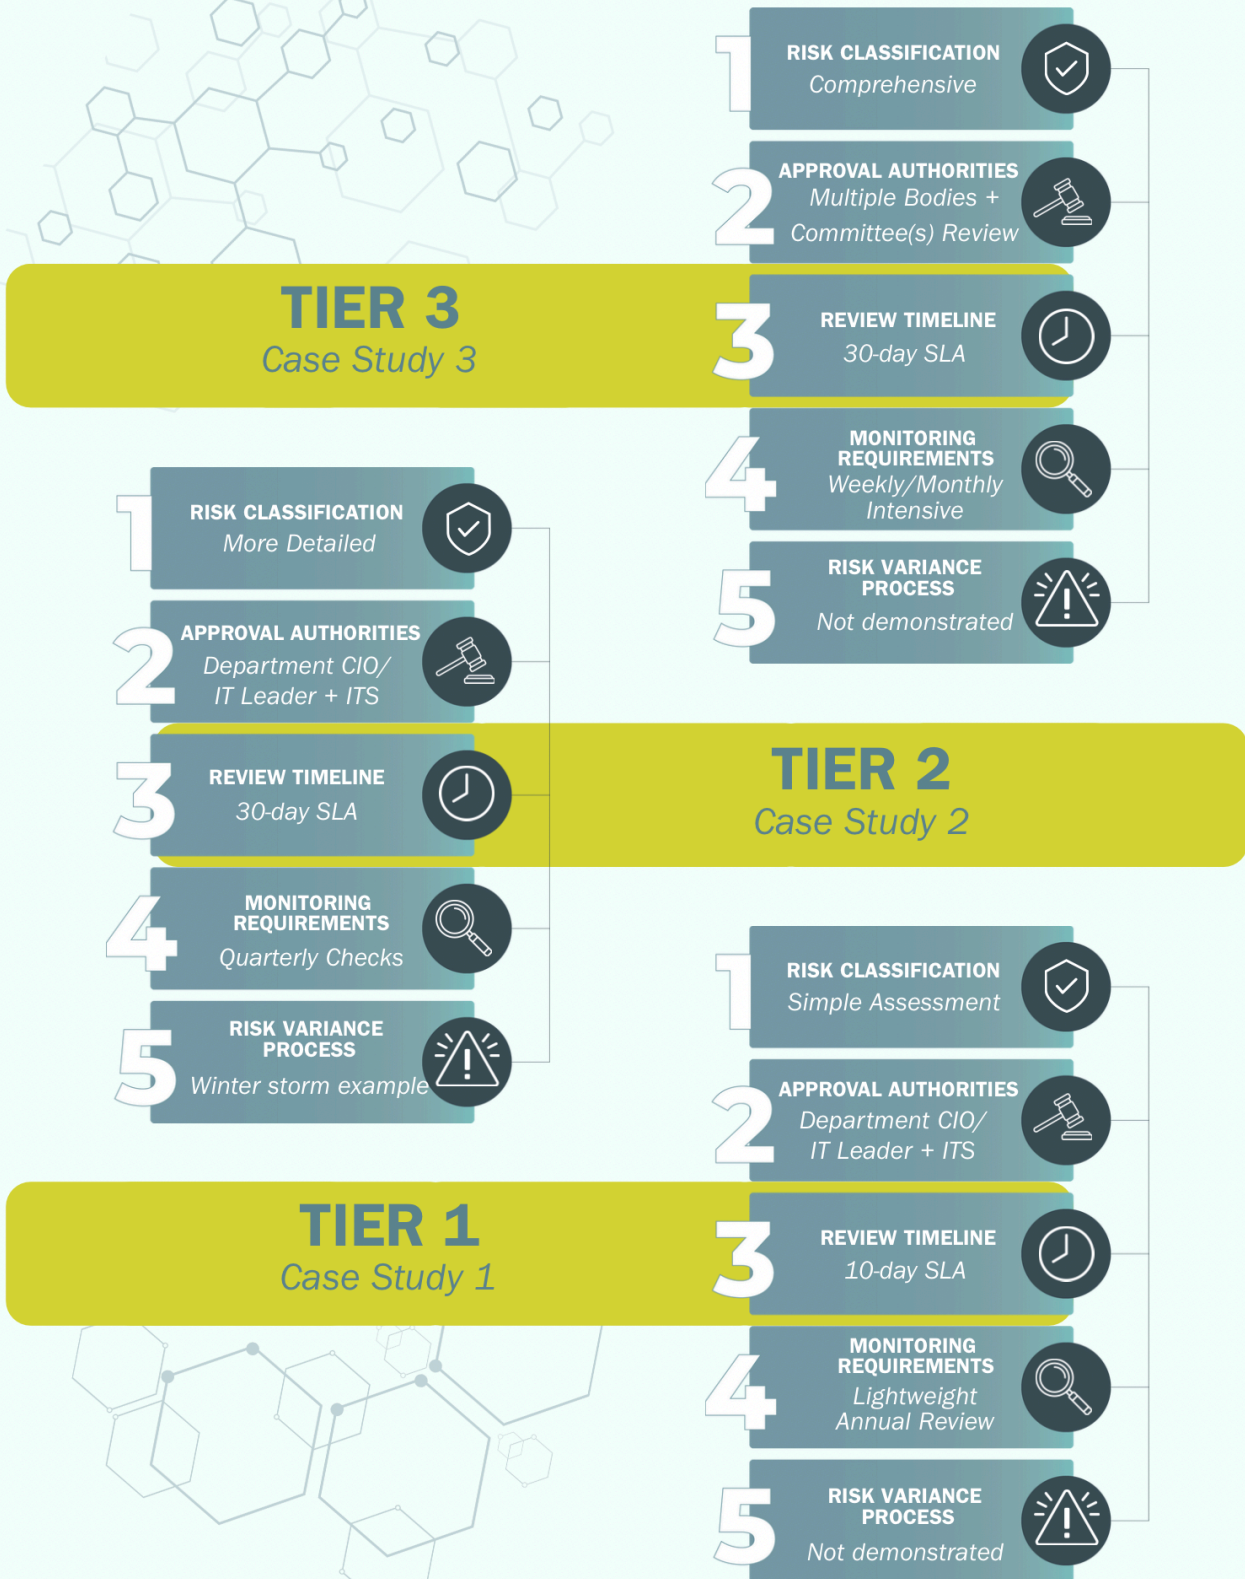 1
RISK CLASSIFICATION
Comprehensive
2
APPROVAL AUTHORITIES
Multiple Bodies +
Committee(s) Review
TIER 3
Case Study 3
3
REVIEW TIMELINE
30-day SLA
4
MONITORING
REQUIREMENTS
Weekly/Monthly
Intensive
5
RISK VARIANCE
PROCESS
Not demonstrated
1
RISK CLASSIFICATION
More Detailed
2
APPROVAL AUTHORITIES
Department CIO/
IT Leader + ITS
3
REVIEW TIMELINE
30-day SLA
TIER 2
Case Study 2
4
MONITORING
REQUIREMENTS
Quarterly Checks
5
RISK VARIANCE
PROCESS
Winter storm example
1
RISK CLASSIFICATION
Simple Assessment
2
APPROVAL AUTHORITIES
Department CIO/
IT Leader + ITS
TIER 1
Case Study 1
3
REVIEW TIMELINE
10-day SLA
4
MONITORING
REQUIREMENTS
Lightweight
Annual Review
5
RISK VARIANCE
PROCESS
Not demonstrated